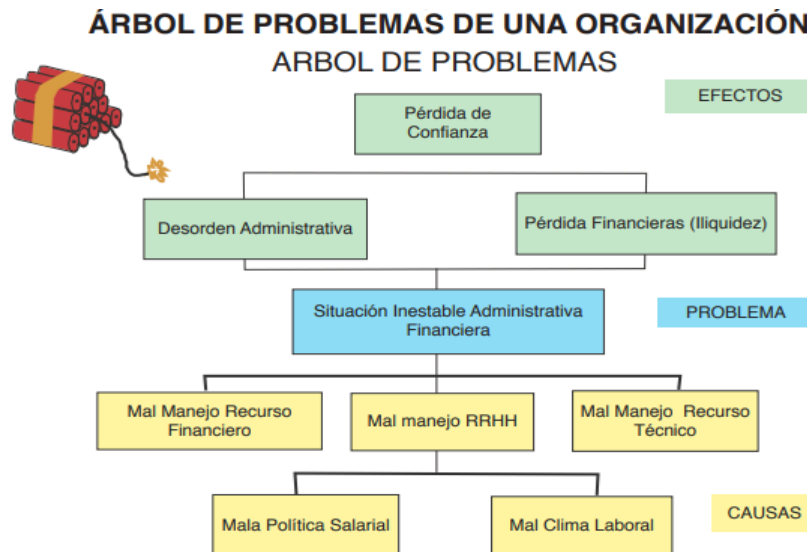 ÁRBOL DE PROBLEMAS DE UNA ORGANIZACIÓN
ARBOL DE PROBLEMAS
EFECTOS
Pérdida de
Confianza
Desorden Administrativa
Pérdida Financieras (Iliquidez)
Situación Inestable Administrativa
Financiera
PROBLEMA
Mal Manejo Recurso
Financiero
Mal manejo RRHH
Mal Manejo Recurso
Técnico
Mala Política Salarial
Mal Clima Laboral
CAUSAS